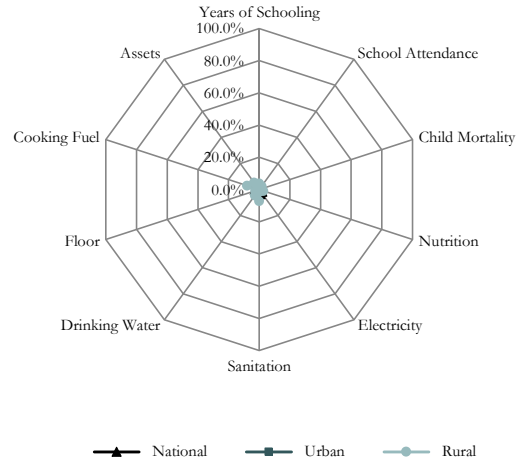 Years of Schooling
100.0%
Assets
School Attendance
80.0%
60.0%
40.0%
Cooking Fuel
Child Mortality
20.0%
0.0%
Floor
Nutrition
Drinking Water
Electricity
Sanitation
National Urban Rural